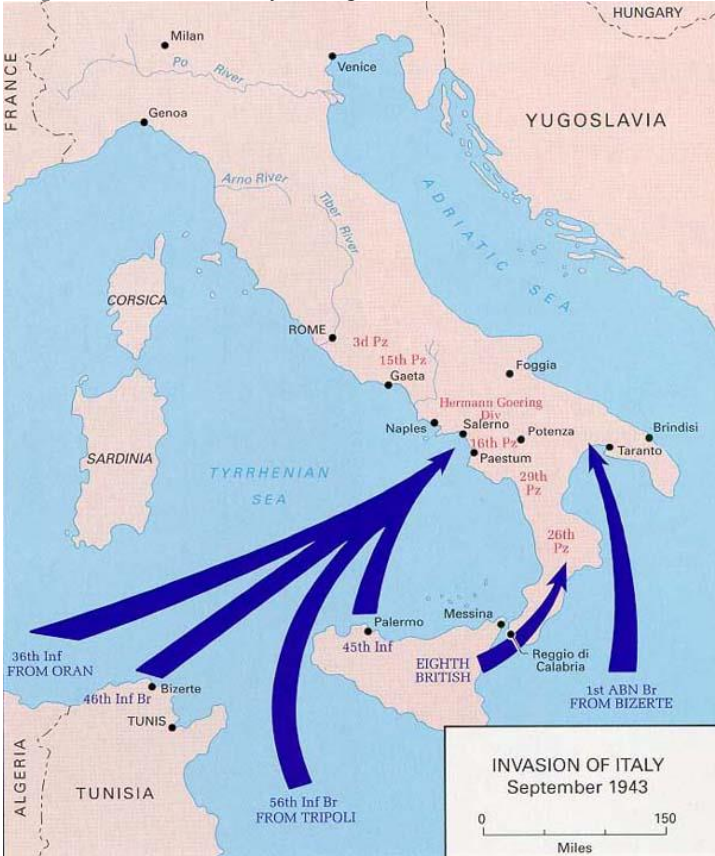 HUNGARY
FRANCE
Milan
Po River
Venice
YUGOSLAVIA
Genoa
Arno River
Tiber River
ADRIATIC SEA
CORSICA
ROME
3d Pz
15th Pz
Gaeta
Foggia
Hermann Goering
Div
Naples
Salerno
16th Pz
Potenza
Brindisi
Taranto
Paestum
SARDINIA
TYRRHENIAN
SEA
29th
Pz
26th
Pz
Messina
Palermo
45th Inf
36th Inf
FROM ORAN
EIGHTH
BRITISH
Reggio di
Calabria
46th Inf Br
Bizerte
1st ABN Br
FROM BIZERTE
TUNIS
ALGERIA
TUNISIA
56th Inf Br
FROM TRIPOLI
INVASION OF ITALY
September 1943
0 150
Miles